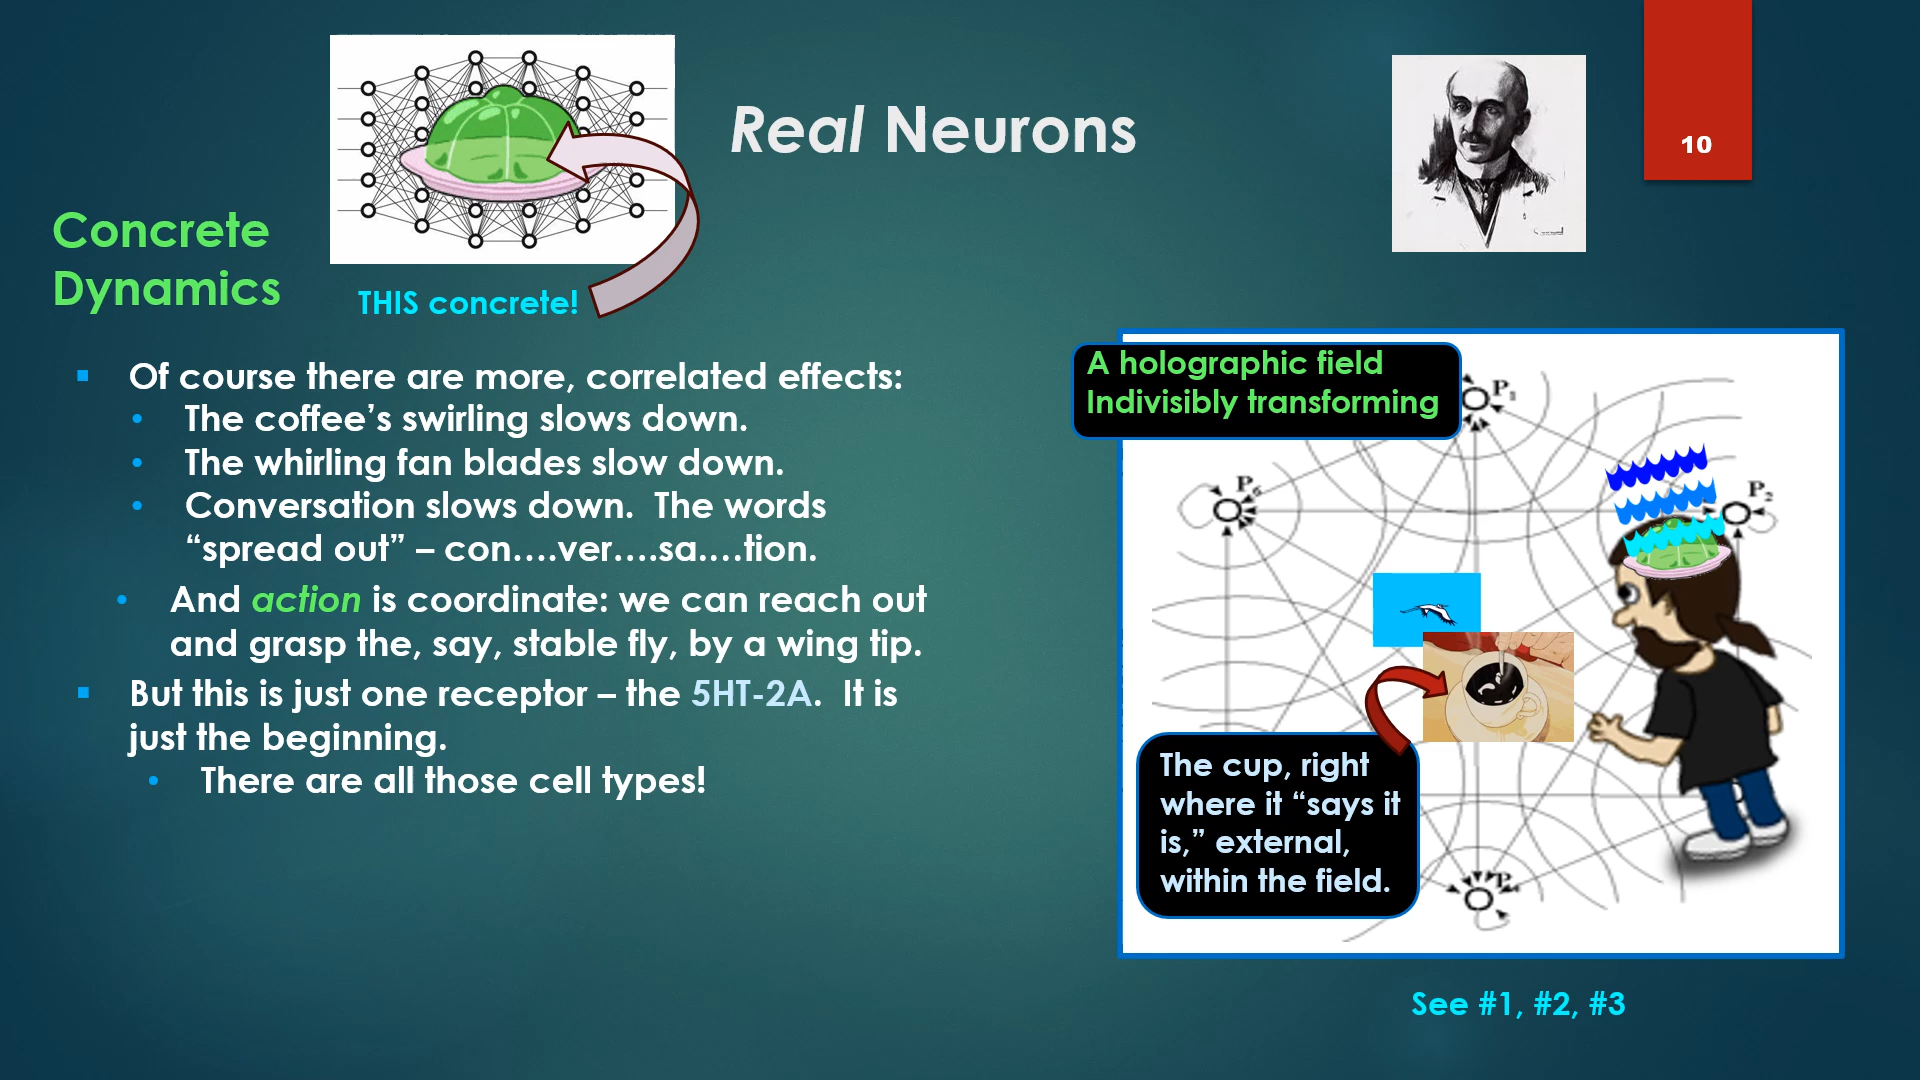 Real Neurons
10
Concrete
Dynamics
THIS concrete!
Of course there are more, correlated effects:
The coffee’s swirling slows down.
The whirling fan blades slow down.
Conversation slows down.  The words
“spread out” – con….ver….sa….tion.
And action is coordinate: we can reach out
and grasp the, say, stable fly, by a wing tip.
But this is just one receptor – the 5HT-2A.  It is
just the beginning.
There are all those cell types!
A holographic field
Indivisibly transforming
P1
P6
P2
The cup, right
where it “says it
is,” external,
within the field.
See #1, #2, #3